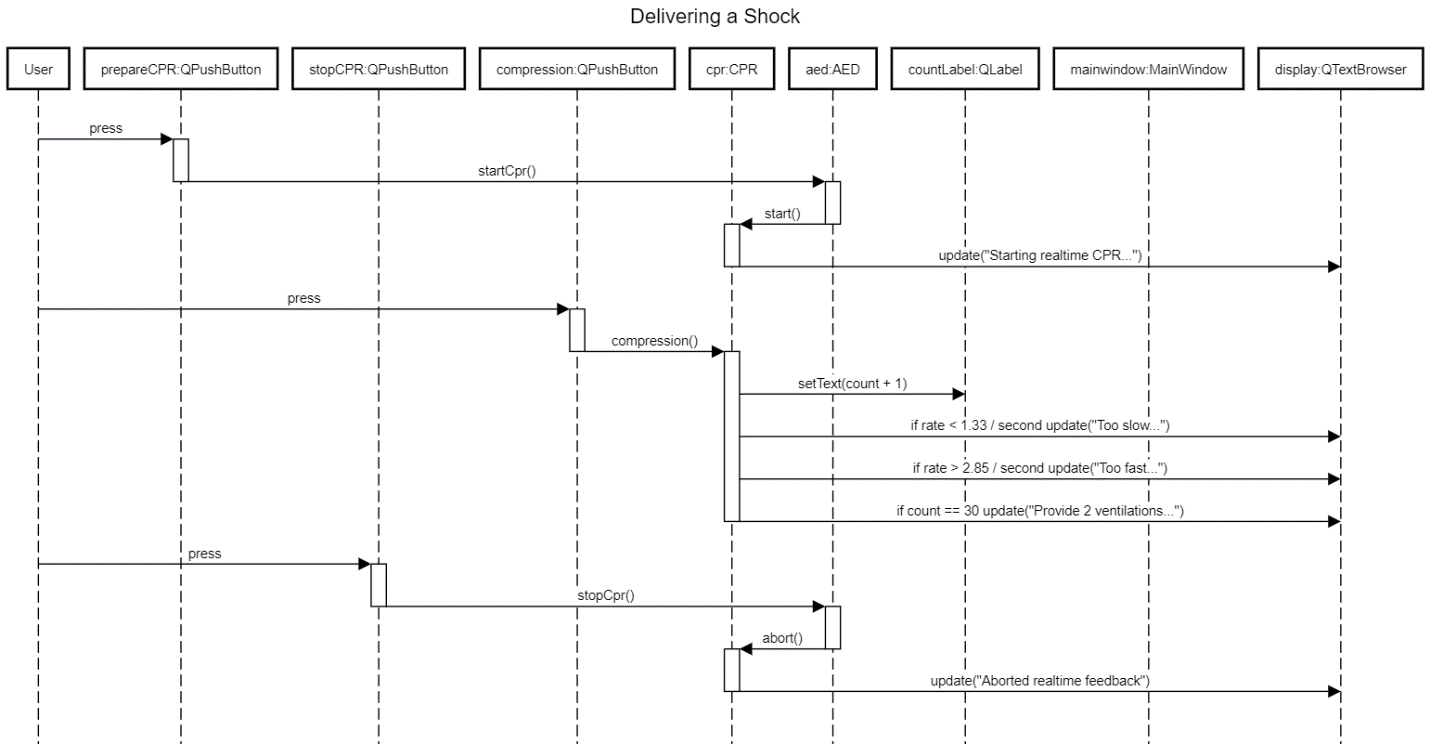 Delivering a Shock
User
prepareCPR:QPushButton
stopCPR:QPushButton
compression:QPushButton
cpr:CPR
aed:AED
countLabel:QLabel
mainwindow:MainWindow
display:QTextBrowser
press
startCpr()
start()
update("Starting realtime CPR...")
press
compression()
setText(count + 1)
if rate < 1.33 / second update("Too slow...")
if rate > 2.85 / second update("Too fast...")
if count == 30 update("Provide 2 ventilations...")
press
stopCpr()
abort()
update("Aborted realtime feedback")